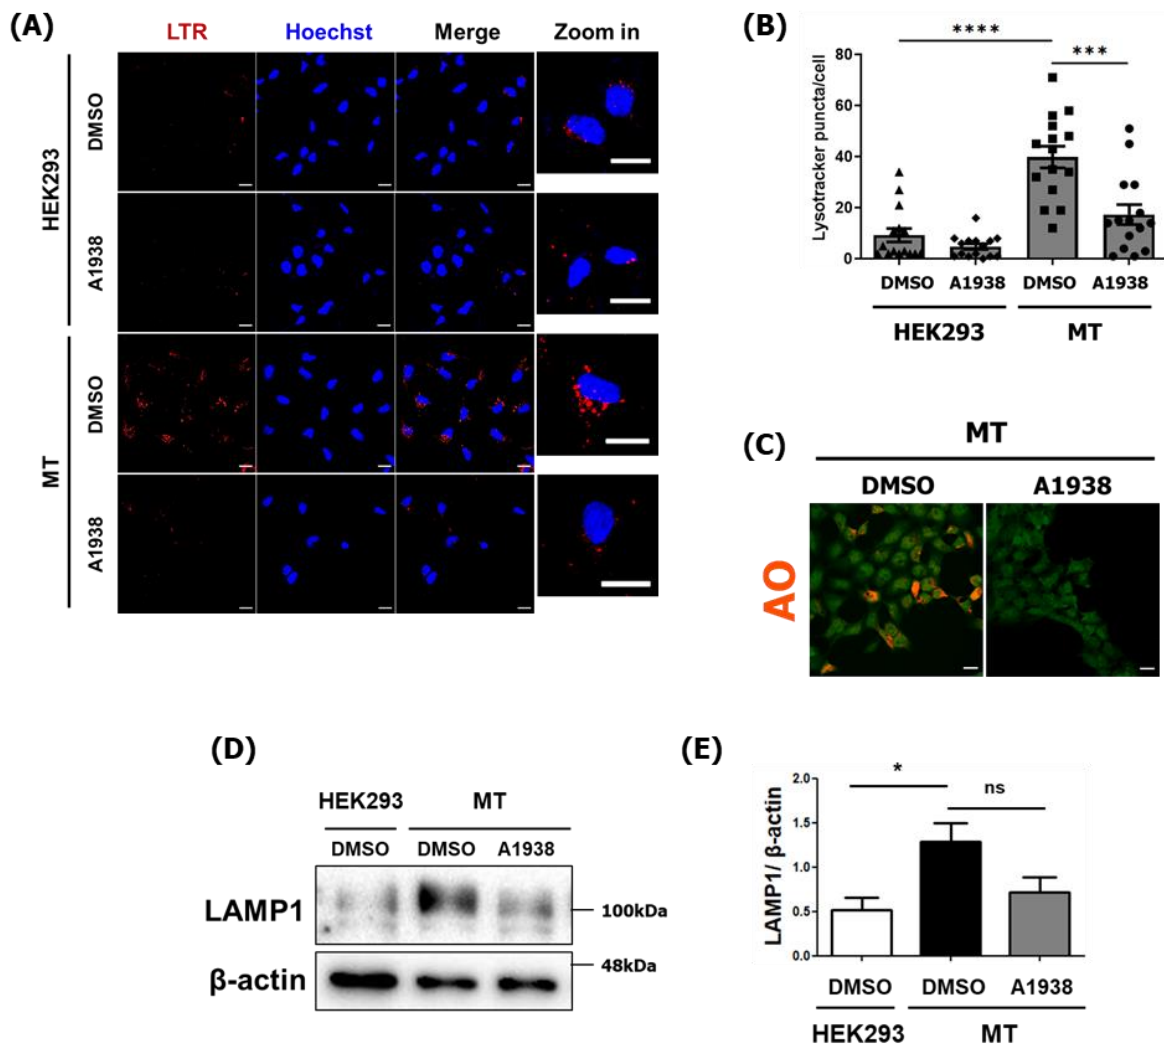 (A)
LTR Hoechst Merge Zoom in
HEK293
DMSO
A1938
MT
DMSO
A1938
(B)
Lysotracker puncta/cell
80
60
40
20
0
****
***
DMSO A1938 DMSO A1938
HEK293 MT
(C)
MT
DMSO A1938
AO
(D)
HEK293 MT
DMSO DMSO A1938
LAMP1
100kDa
β-actin
48kDa
(E)
LAMP1/ β-actin
2.0
1.5
1.0
0.5
0.0
*
ns
DMSO DMSO A1938
HEK293 MT